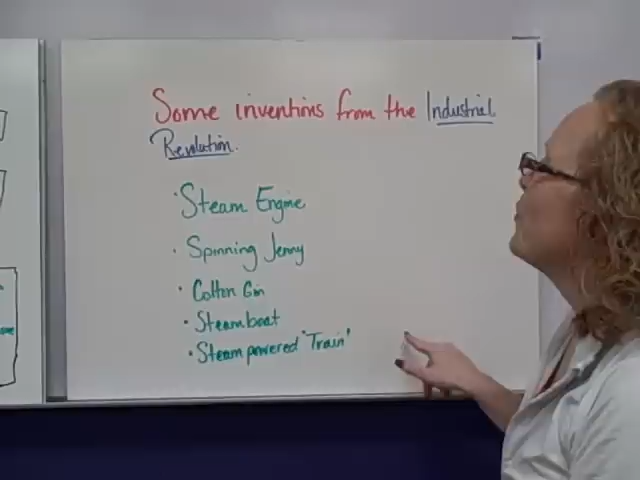 Some inventions from the Industrial
Revolution.
· Steam Engine
· Spinning Jenny
· Cotton Gin
· Steamboat
· Steam powered "Train"